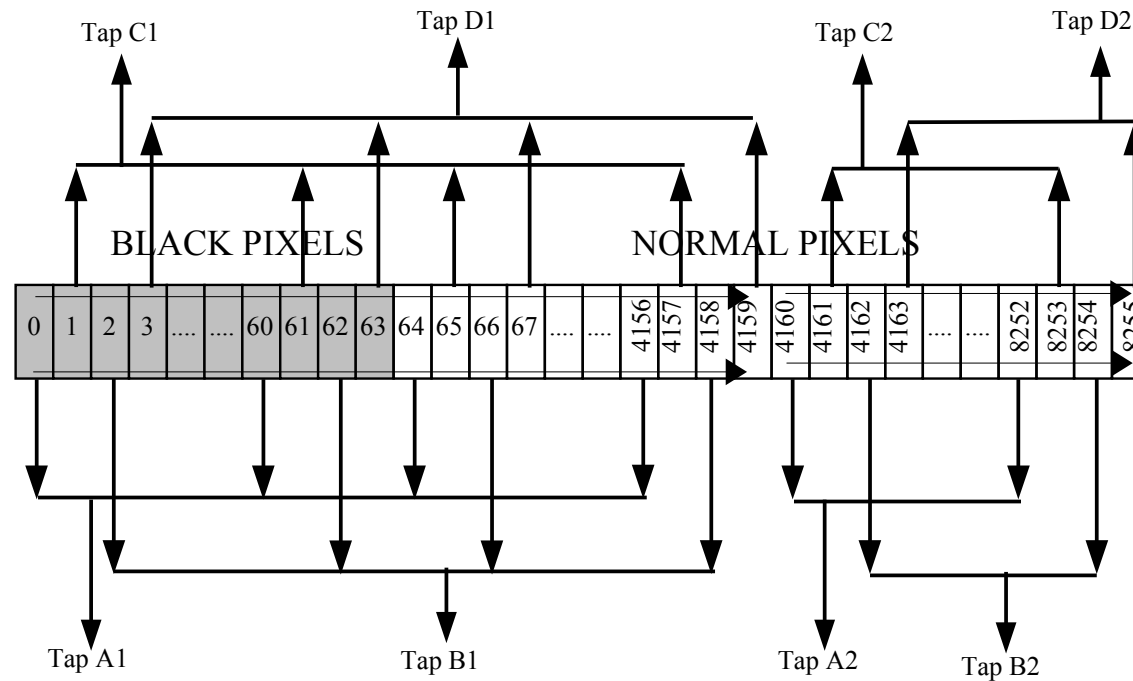 Tap C1
Tap D1
Tap C2
Tap D2
BLACK PIXELS
NORMAL PIXELS
0 1 2 3 .... .... 60 61 62 63 64 65 66 67 .... .... 4156 4157 4158 4159 4160 4161 4162 4163 .... .... 8252 8253 8254 8255
Tap A1
Tap B1
Tap A2
Tap B2